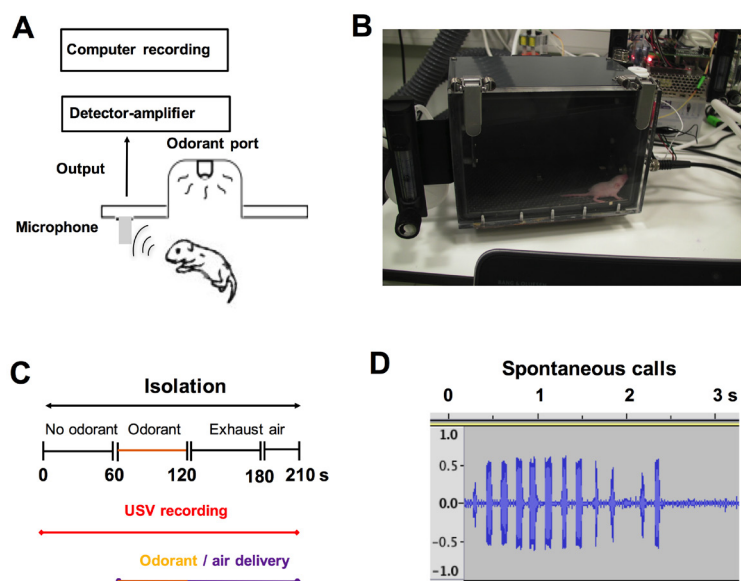 A
Computer recording
Detector-amplifier
Odorant port
Output
Microphone
B
C
Isolation
No odorant Odorant Exhaust air
0 60 120 180 210 s
USV recording
Odorant / air delivery
D
Spontaneous calls
0 1 2 3 s
1.0
0.5
0.0
-0.5
-1.0